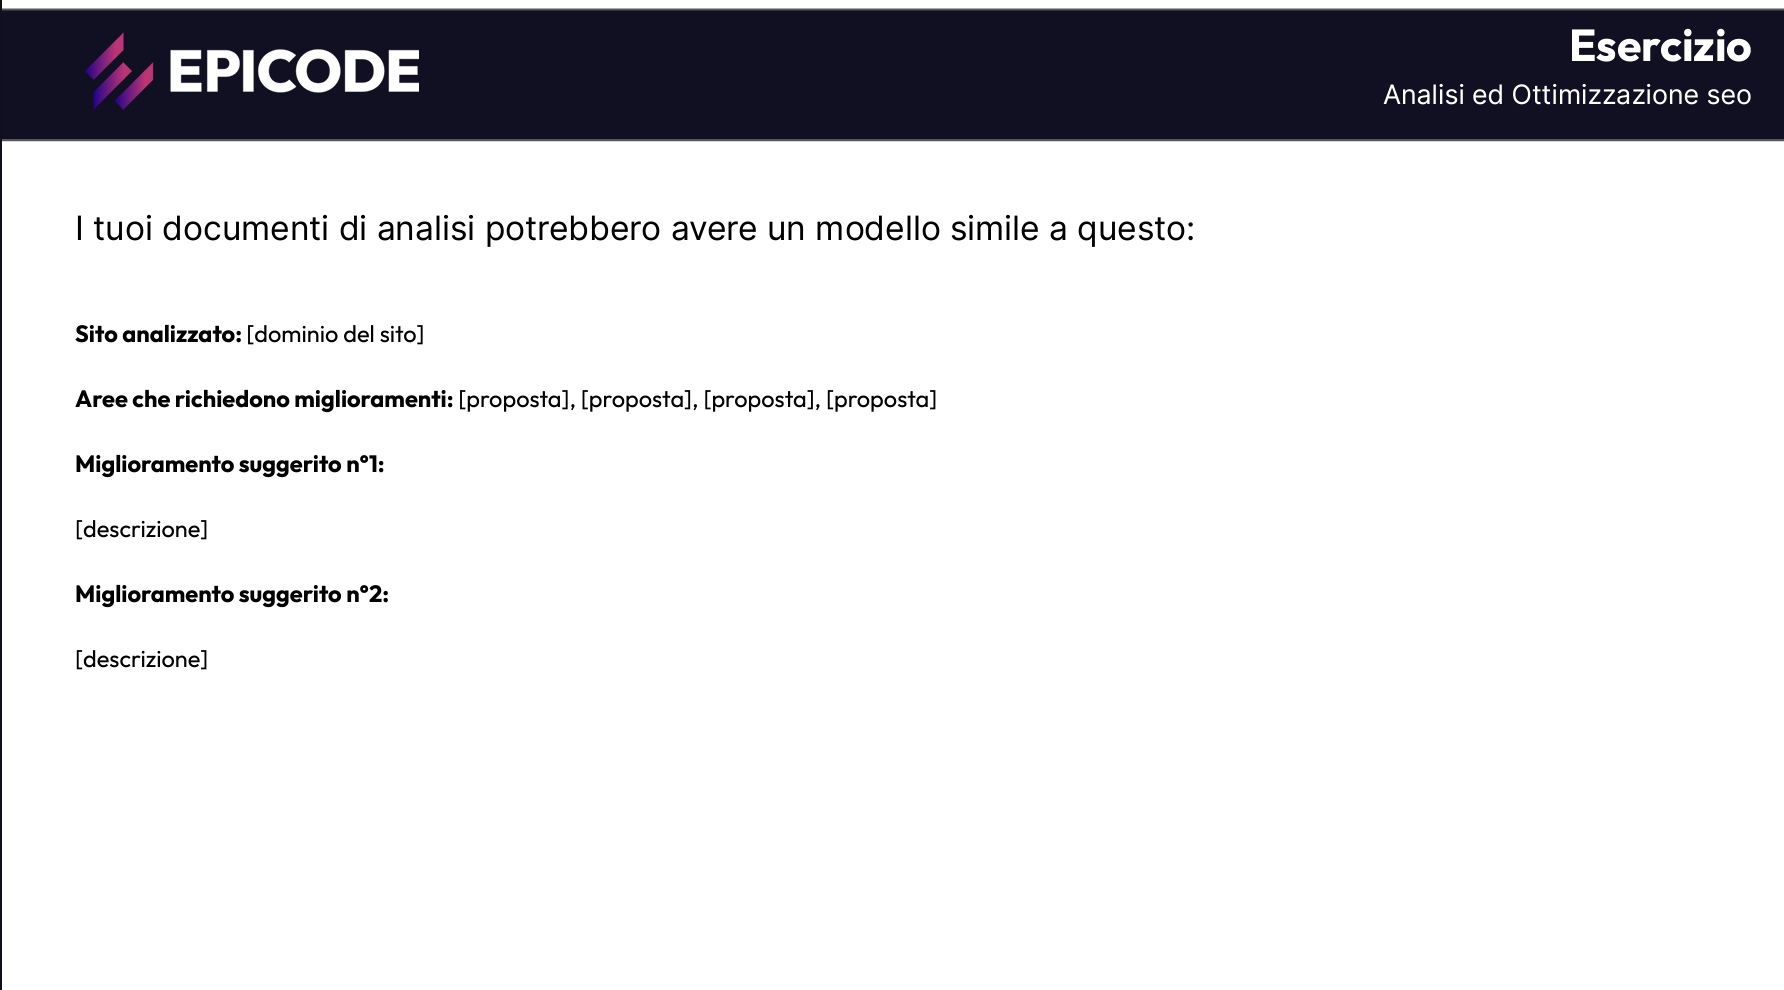 EPICODE
Esercizio
Analisi ed Ottimizzazione seo
I tuoi documenti di analisi potrebbero avere un modello simile a questo:
Sito analizzato: [dominio del sito]
Aree che richiedono miglioramenti: [proposta], [proposta], [proposta], [proposta]
Miglioramento suggerito n°1:
[descrizione]
Miglioramento suggerito n°2:
[descrizione]